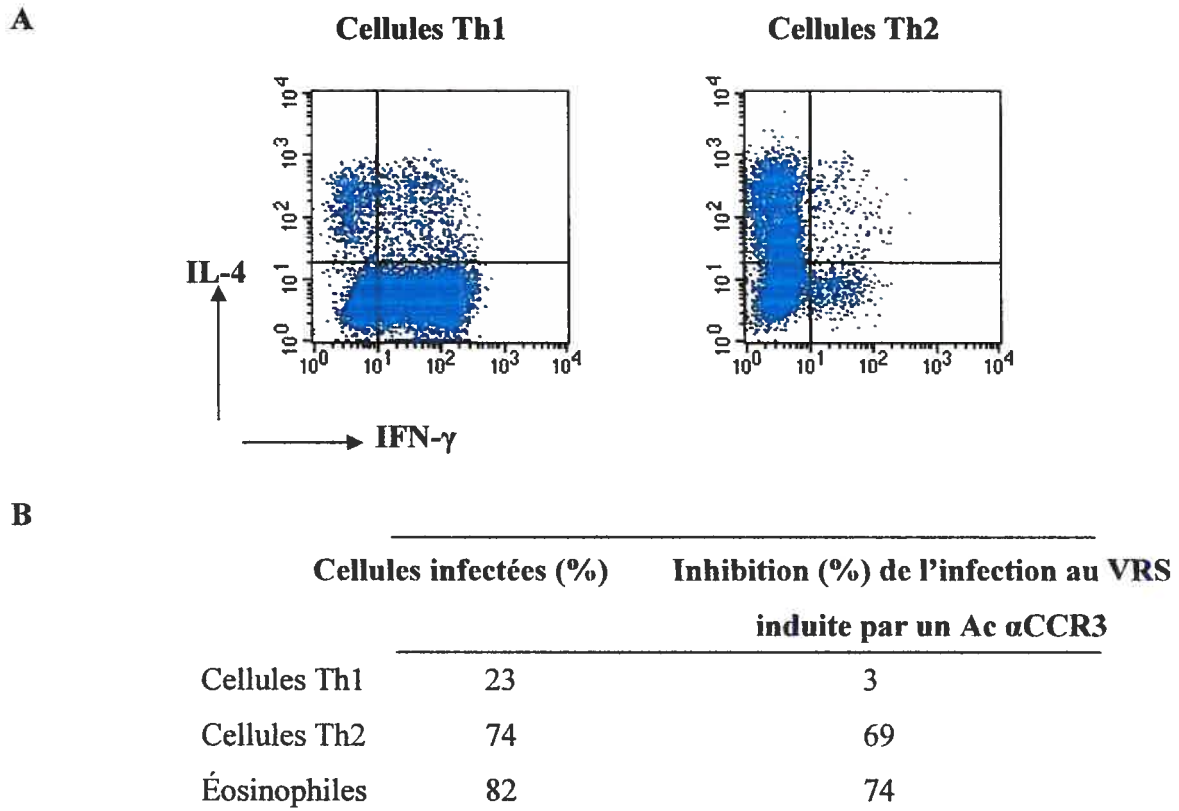 A
Cellules Th1 Cellules Th2
10⁴ 10⁴
10³ 10³
10² 10²
10¹ 10¹
10⁰ 10⁰
10⁰ 10¹ 10² 10³ 10⁴ 10⁰ 10¹ 10² 10³ 10⁴
IL-4
IFN-γ
B
Cellules infectées (%) Inhibition (%) de l'infection au VRS
induite par un Ac αCCR3
Cellules Th1 23 3
Cellules Th2 74 69
Éosinophiles 82 74